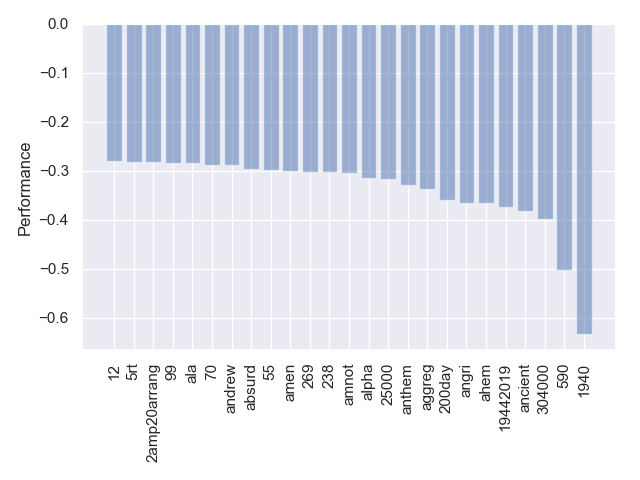 0.0
−0.1
−0.2
−0.3
−0.4
−0.5
−0.6
Performance
12
5rt
2amp20arrang
99
ala
70
andrew
absurd
55
amen
269
238
amnot
alpha
25000
anthem
aggreg
200day
angri
ahem
19442019
ancient
304000
590
1940